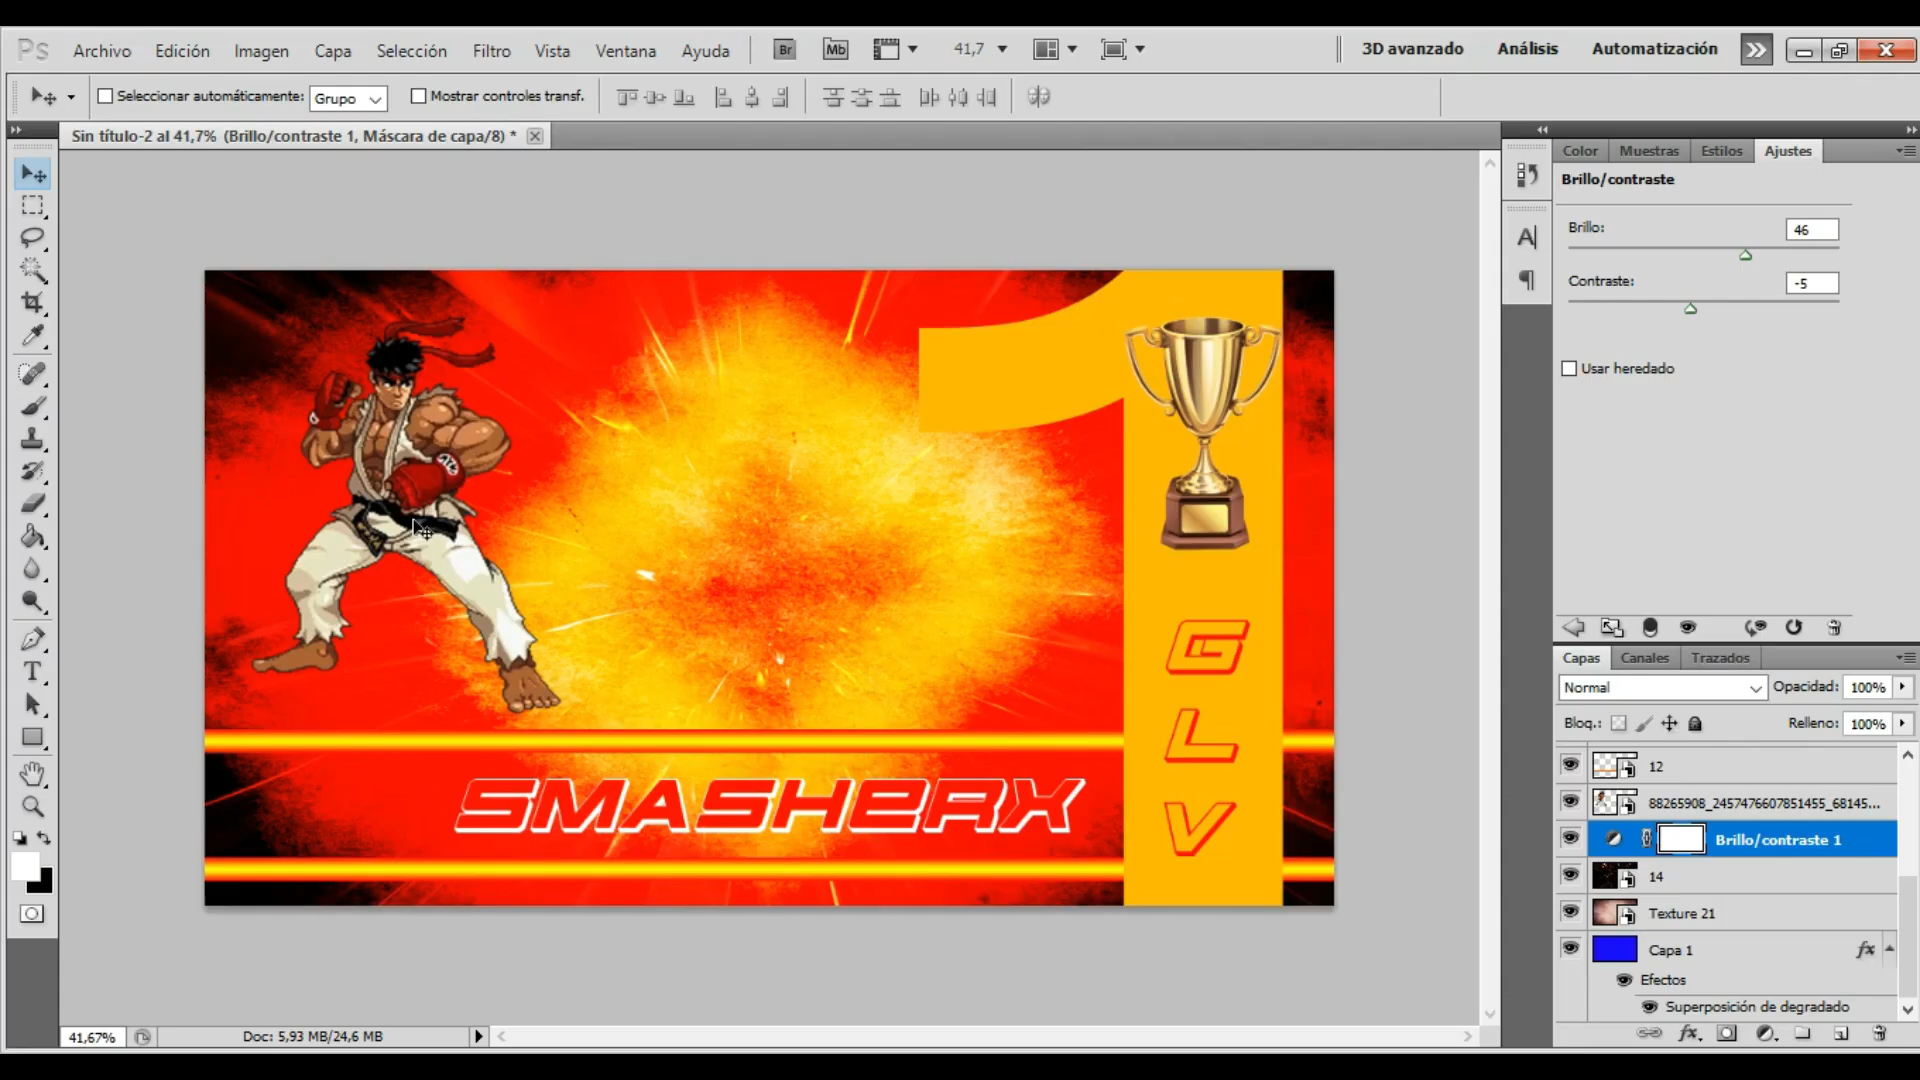 Ps Archivo Edición Imagen Capa Selección Filtro Vista Ventana Ayuda Br Mb 41,7 3D avanzado Análisis Automatización
Seleccionar automáticamente: Grupo Mostrar controles transf.
Sin título-2 al 41,7% (Brillo/contraste 1, Máscara de capa/8) *
Color Muestras Estilos Ajustes
Brillo/contraste
Brillo: 46
Contraste: -5
Usar heredado
GLV
SMASHERX
Capas Canales Trazados
Normal Opacidad: 100%
Bloq.: Relleno: 100%
12
88265908_2457476607851455_68145...
Brillo/contraste 1
14
Texture 21
Capa 1 fx
Efectos
Superposición de degradado
41,67% Doc: 5,93 MB/24,6 MB